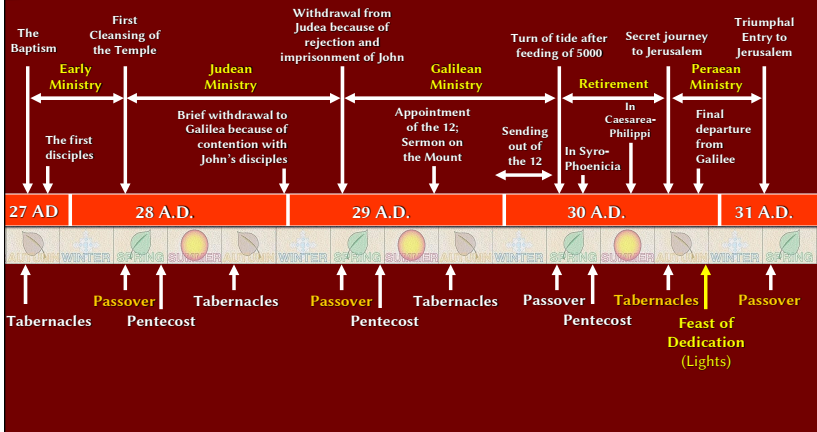 The
Baptism
First
Cleansing of
the Temple
Withdrawal from
Judea because of
rejection and
imprisonment of John
Turn of tide after
feeding of 5000
Secret journey
to Jerusalem
Triumphal
Entry to
Jerusalem
Early
Ministry
Judean
Ministry
Galilean
Ministry
Retirement
Peraean
Ministry
The first
disciples
Brief withdrawal to
Galilea because of
contention with
John's disciples
Appointment
of the 12;
Sermon on
the Mount
Sending
out of
the 12
In Syro-
Phoenicia
In
Caesarea-
Philippi
Final
departure
from
Galilee
27 AD
28 A.D.
29 A.D.
30 A.D.
31 A.D.
AUTUMN
WINTER
SPRING
SUMMER
AUTUMN
WINTER
SPRING
SUMMER
AUTUMN
WINTER
SPRING
SUMMER
AUTUMN
WINTER
SPRING
Tabernacles
Passover
Pentecost
Tabernacles
Passover
Pentecost
Tabernacles
Passover
Pentecost
Tabernacles
Feast of
Dedication
(Lights)
Passover